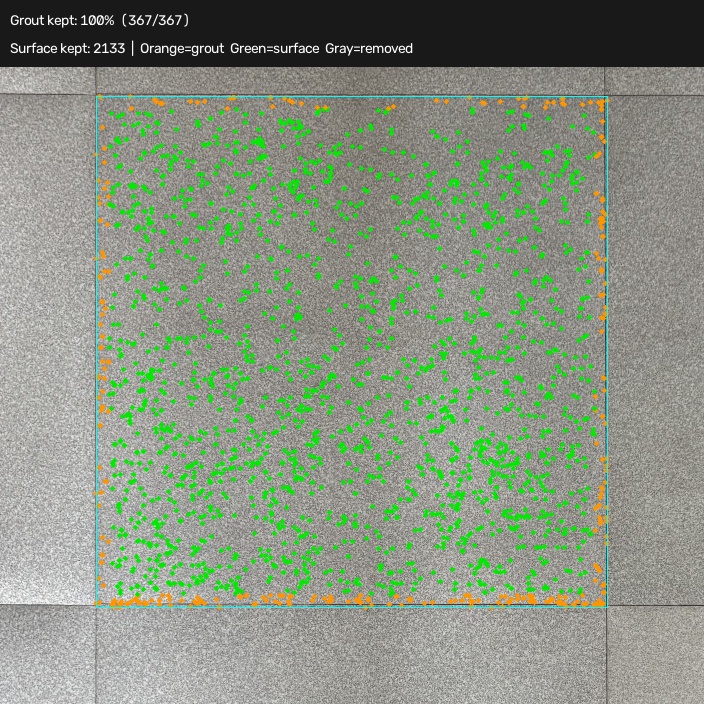 Grout kept: 100% (367/367)
Surface kept: 2133 | Orange=grout Green=surface Gray=removed